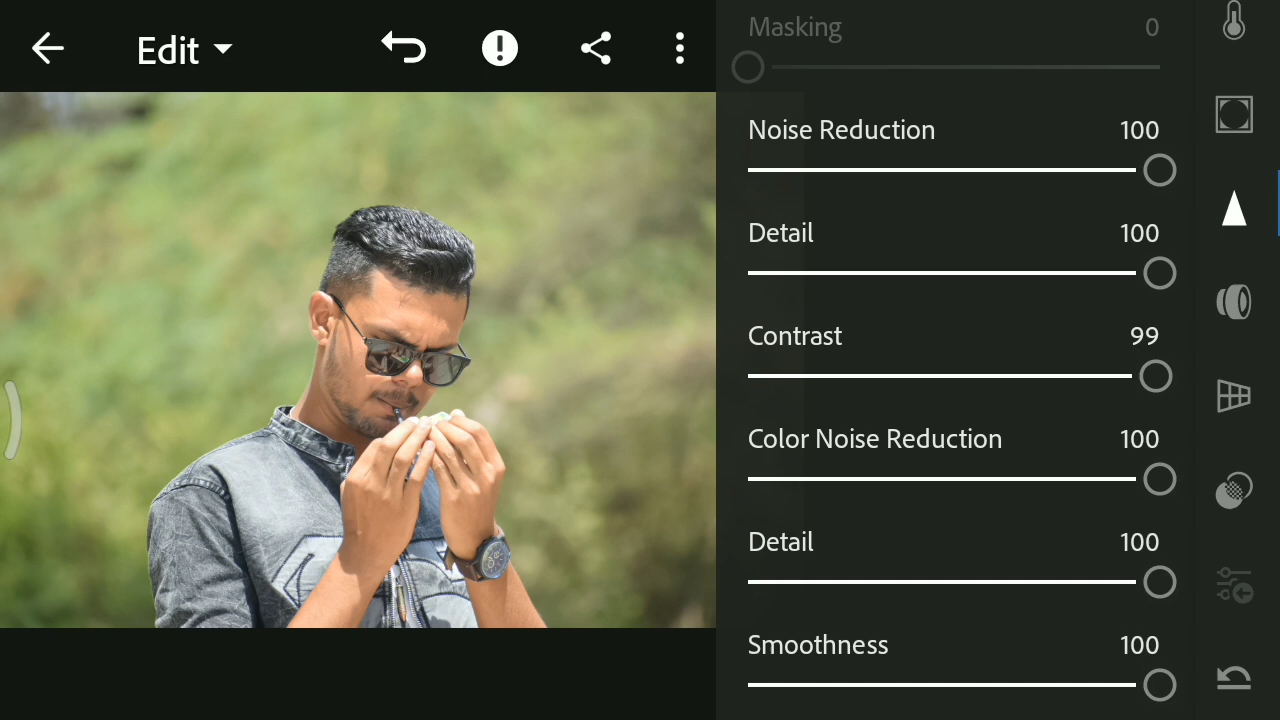 Edit
Masking 0
Noise Reduction 100
Detail 100
Contrast 99
Color Noise Reduction 100
Detail 100
Smoothness 100